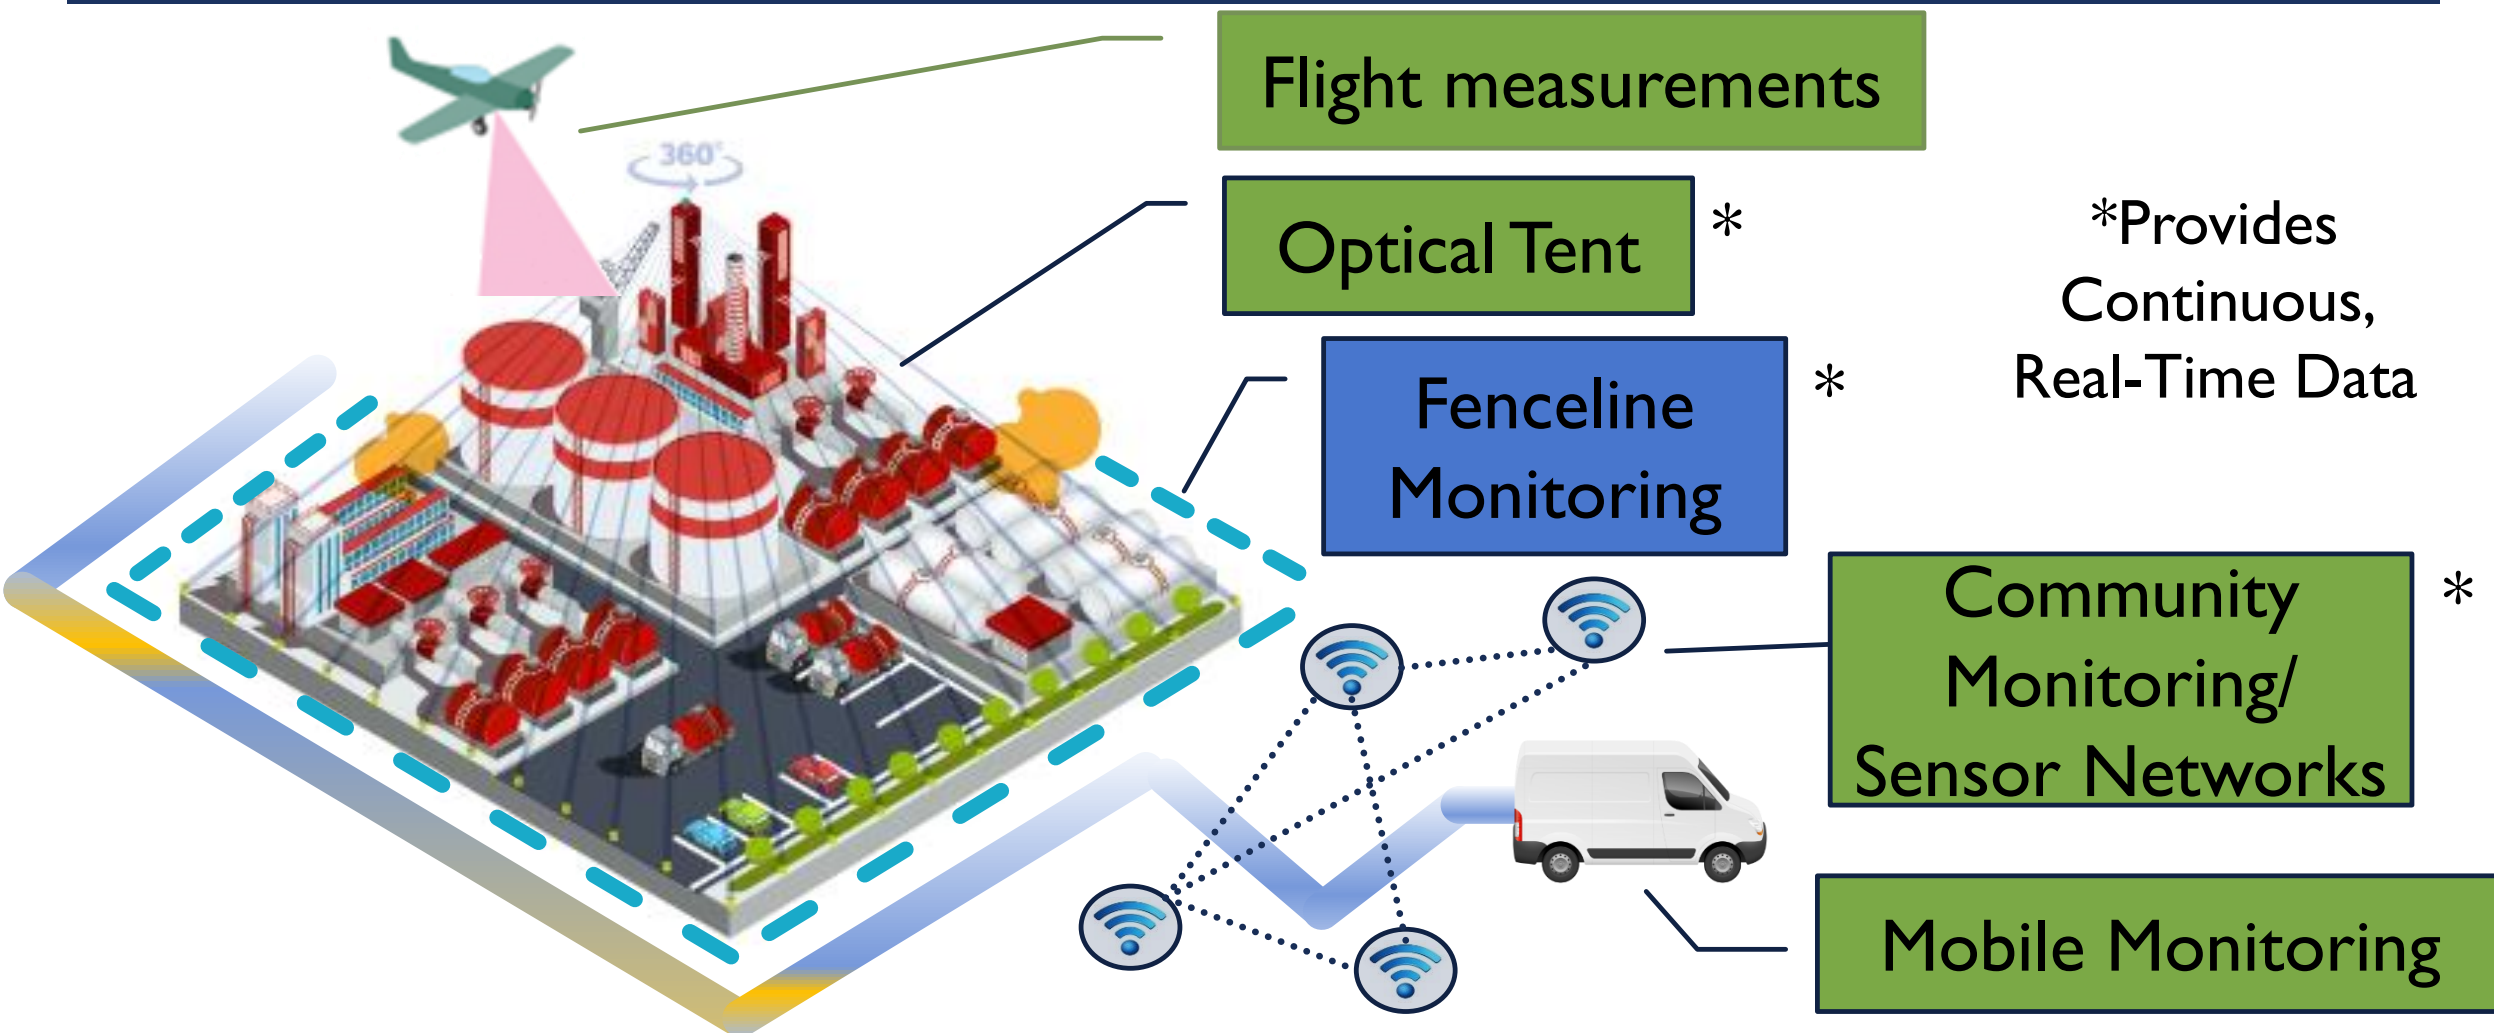 Flight measurements
360°
Optical Tent *
*Provides
Continuous,
Real-Time Data
Fenceline *
Monitoring
Community *
Monitoring/
Sensor Networks
Mobile Monitoring